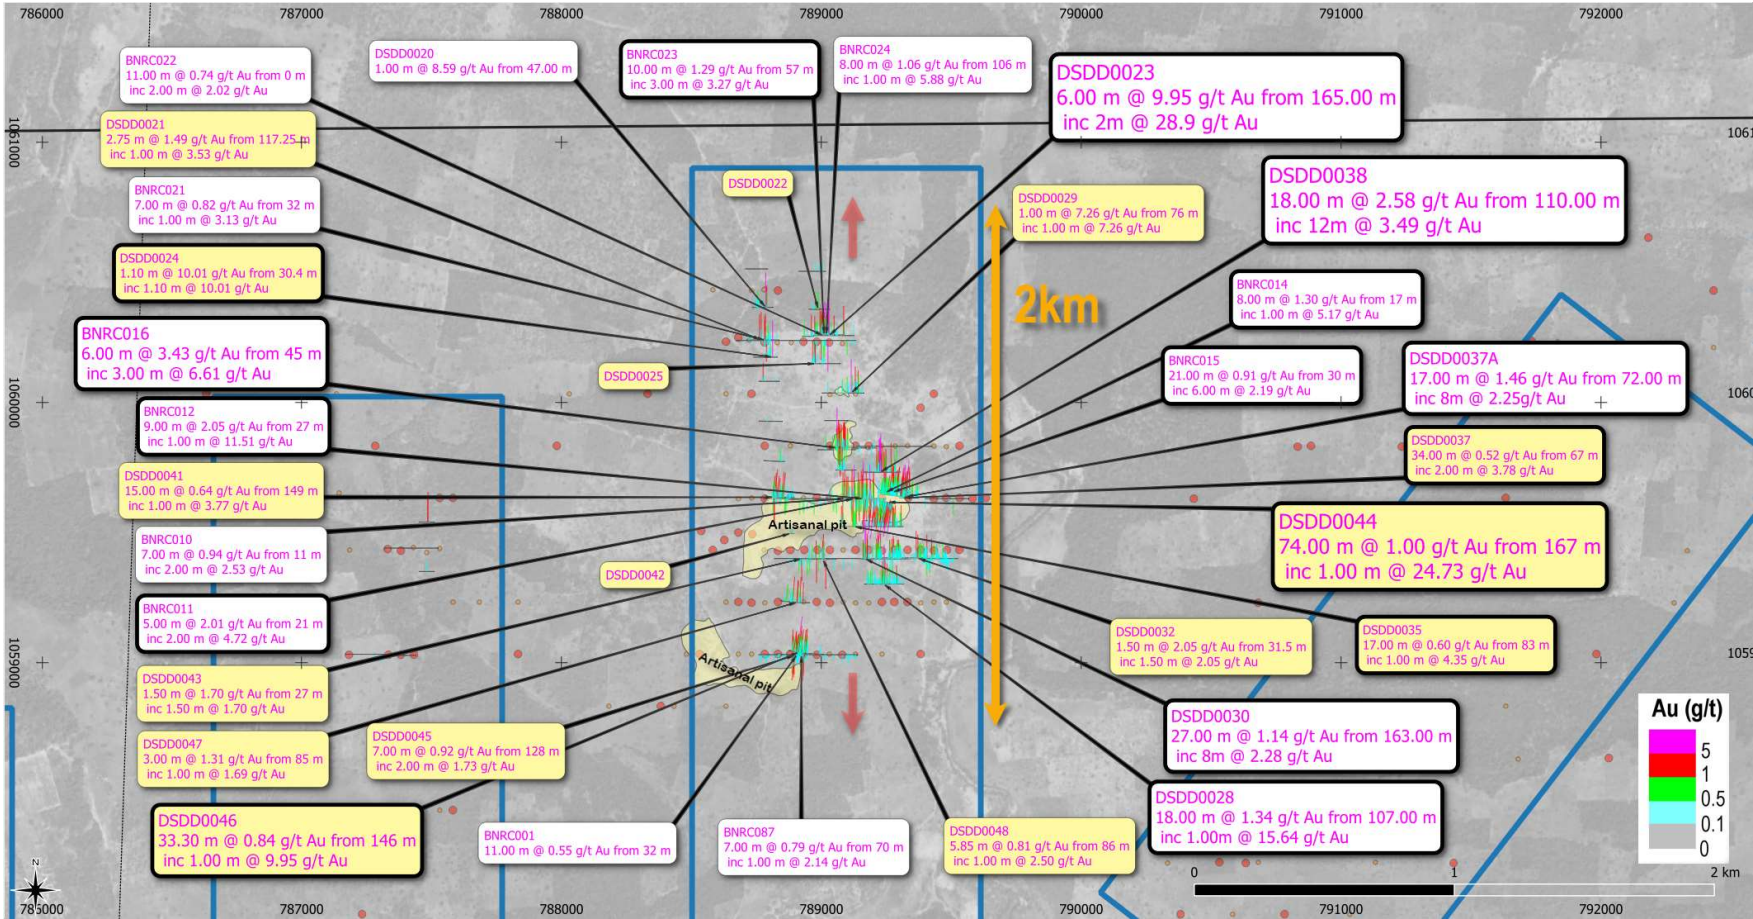 786000 787000 788000 789000 790000 791000 792000
BNRC022
11.00 m @ 0.74 g/t Au from 0 m
inc 2.00 m @ 2.02 g/t Au
DSDD0020
1.00 m @ 8.59 g/t Au from 47.00 m
BNRC023
10.00 m @ 1.29 g/t Au from 57 m
inc 3.00 m @ 3.27 g/t Au
BNRC024
8.00 m @ 1.06 g/t Au from 106 m
inc 1.00 m @ 5.88 g/t Au
DSDD0023
6.00 m @ 9.95 g/t Au from 165.00 m
inc 2m @ 28.9 g/t Au
1061000
1061
DSDD0021
2.75 m @ 1.49 g/t Au from 117.25 m
inc 1.00 m @ 3.53 g/t Au
BNRC021
7.00 m @ 0.82 g/t Au from 32 m
inc 1.00 m @ 3.13 g/t Au
DSDD0022
DSDD0029
1.00 m @ 7.26 g/t Au from 76 m
inc 1.00 m @ 7.26 g/t Au
DSDD0038
18.00 m @ 2.58 g/t Au from 110.00 m
inc 12m @ 3.49 g/t Au
DSDD0024
1.10 m @ 10.01 g/t Au from 30.4 m
inc 1.10 m @ 10.01 g/t Au
2km
BNRC014
8.00 m @ 1.30 g/t Au from 17 m
inc 1.00 m @ 5.17 g/t Au
BNRC016
6.00 m @ 3.43 g/t Au from 45 m
inc 3.00 m @ 6.61 g/t Au
DSDD0025
BNRC015
21.00 m @ 0.91 g/t Au from 30 m
inc 6.00 m @ 2.19 g/t Au
DSDD0037A
17.00 m @ 1.46 g/t Au from 72.00 m
inc 8m @ 2.25g/t Au
1060000
1060
BNRC012
9.00 m @ 2.05 g/t Au from 27 m
inc 1.00 m @ 11.51 g/t Au
DSDD0037
34.00 m @ 0.52 g/t Au from 67 m
inc 2.00 m @ 3.78 g/t Au
DSDD0041
15.00 m @ 0.64 g/t Au from 149 m
inc 1.00 m @ 3.77 g/t Au
Artisanal pit
DSDD0044
74.00 m @ 1.00 g/t Au from 167 m
inc 1.00 m @ 24.73 g/t Au
BNRC010
7.00 m @ 0.94 g/t Au from 11 m
inc 2.00 m @ 2.53 g/t Au
DSDD0042
BNRC011
5.00 m @ 2.01 g/t Au from 21 m
inc 2.00 m @ 4.72 g/t Au
DSDD0032
1.50 m @ 2.05 g/t Au from 31.5 m
inc 1.50 m @ 2.05 g/t Au
DSDD0035
17.00 m @ 0.60 g/t Au from 83 m
inc 1.00 m @ 4.35 g/t Au
1059000
1059
Artisanal pit
DSDD0043
1.50 m @ 1.70 g/t Au from 27 m
inc 1.50 m @ 1.70 g/t Au
DSDD0047
3.00 m @ 1.31 g/t Au from 85 m
inc 1.00 m @ 1.69 g/t Au
DSDD0045
7.00 m @ 0.92 g/t Au from 128 m
inc 2.00 m @ 1.73 g/t Au
DSDD0030
27.00 m @ 1.14 g/t Au from 163.00 m
inc 8m @ 2.28 g/t Au
DSDD0046
33.30 m @ 0.84 g/t Au from 146 m
inc 1.00 m @ 9.95 g/t Au
BNRC001
11.00 m @ 0.55 g/t Au from 32 m
BNRC087
7.00 m @ 0.79 g/t Au from 70 m
inc 1.00 m @ 2.14 g/t Au
DSDD0048
5.85 m @ 0.81 g/t Au from 86 m
inc 1.00 m @ 2.50 g/t Au
DSDD0028
18.00 m @ 1.34 g/t Au from 107.00 m
inc 1.00m @ 15.64 g/t Au
Au (g/t)
5
1
0.5
0.1
0
N
0 1 2 km
785000 787000 788000 789000 790000 791000 792000